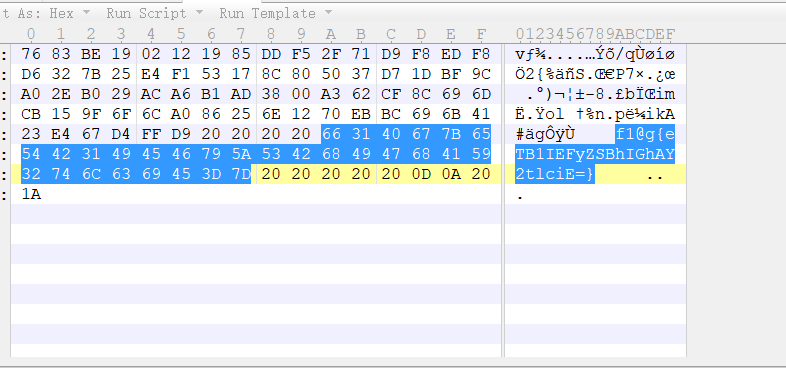 t As: Hex Run Script Run Template
0 1 2 3 4 5 6 7 8 9 A B C D E F 0123456789ABCDEF
: 76 83 BE 19 02 12 19 85 DD F5 2F 71 D9 F8 ED F8 vƒ¾....…Ýõ/qÙøíø
: D6 32 7B 25 E4 F1 53 17 8C 80 50 37 D7 1D BF 9C Ö2{%äñS.Œ€P7×.¿œ
: A0 2E B0 29 AC A6 B1 AD 38 00 A3 62 CF 8C 69 6D .°)¬¦±-8.£bÏŒim
: CB 15 9F 6F 6C A0 86 25 6E 12 70 EB BC 69 6B 41 Ë.Ÿol †%n.pë¼ikA
: 23 E4 67 D4 FF D9 20 20 20 20 66 31 40 67 7B 65 #ägÔÿÙ f1@g{e
: 54 42 31 49 45 46 79 5A 53 42 68 49 47 68 41 59 TB1IEFyZSBhIGhAY
: 32 74 6C 63 69 45 3D 7D 20 20 20 20 20 0D 0A 20 2tlciE=} ..
: 1A .